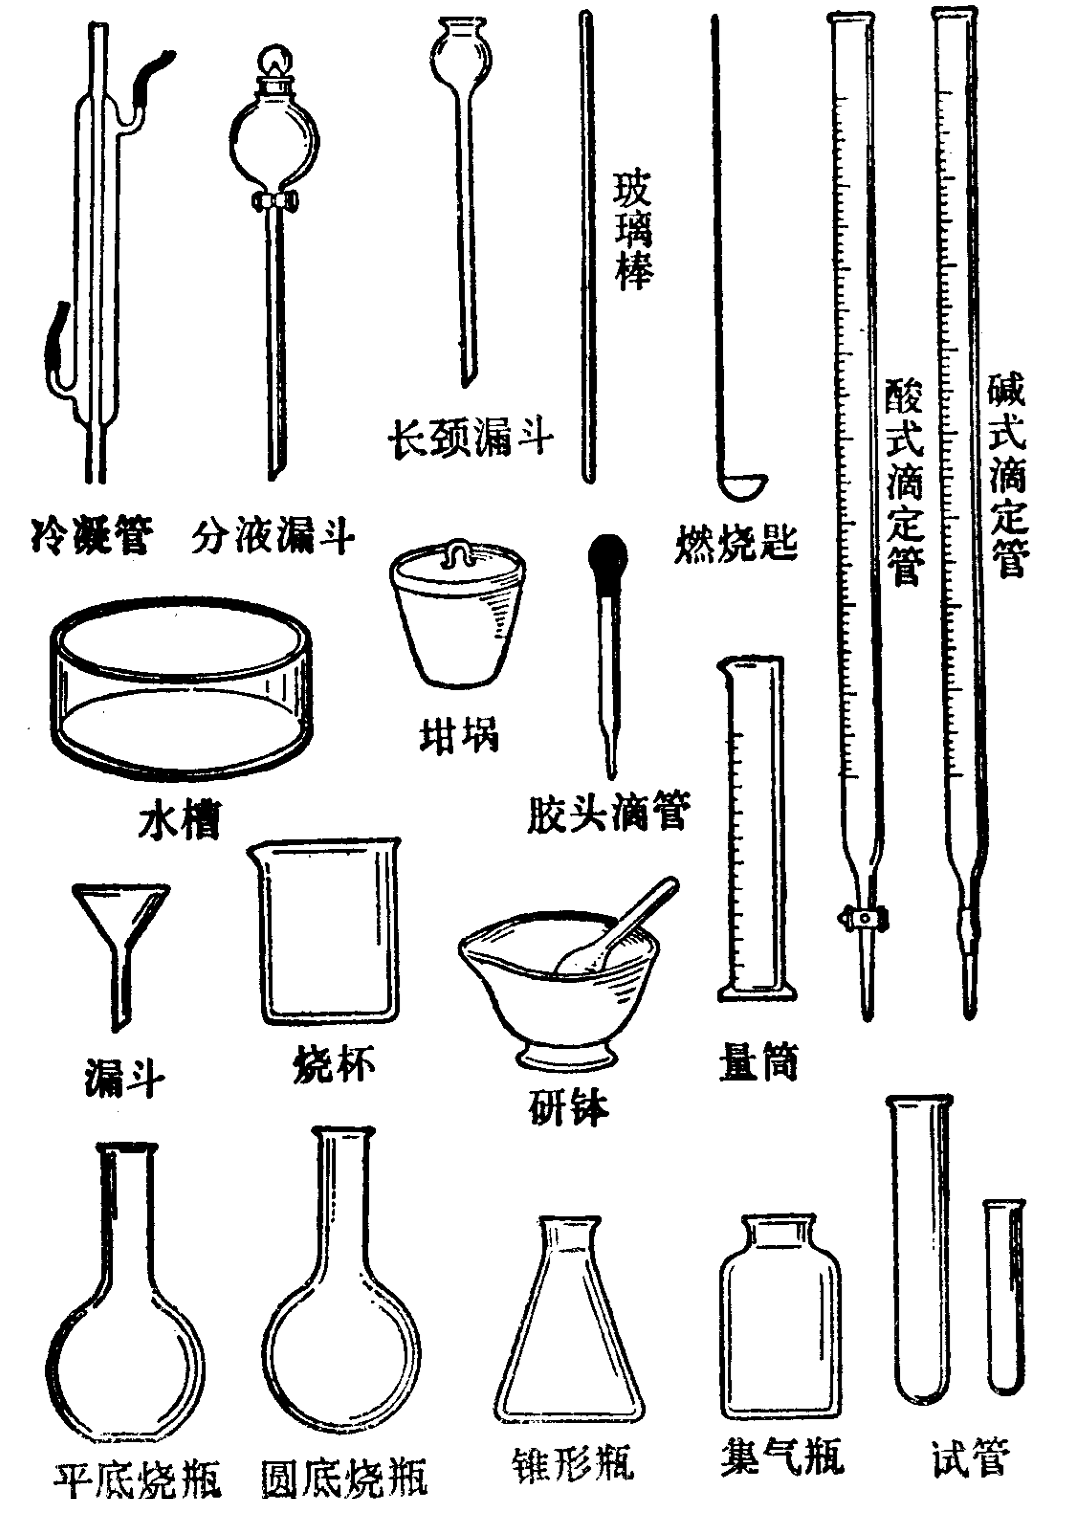 玻璃棒
酸式滴定管
碱式滴定管
长颈漏斗
冷凝管
分液漏斗
燃烧匙
坩埚
水槽
胶头滴管
漏斗
烧杯
研钵
量筒
平底烧瓶
圆底烧瓶
锥形瓶
集气瓶
试管